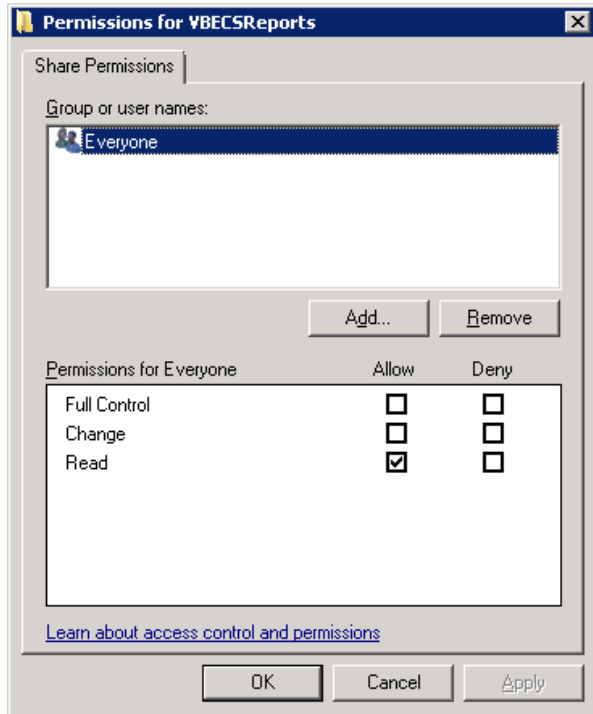 Permissions for VBECSReports
Share Permissions
Group or user names:
Everyone
Add... Remove
Permissions for Everyone Allow Deny
Full Control
Change
Read
Learn about access control and permissions
OK Cancel Apply